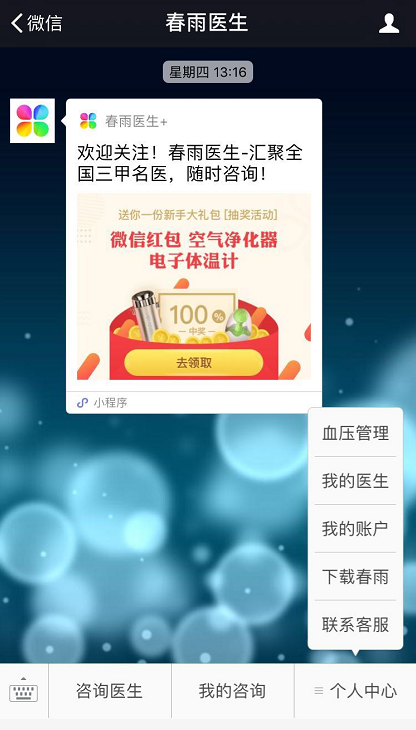 微信
春雨医生
星期四 13:16
春雨医生+
欢迎关注！春雨医生-汇聚全
国三甲名医，随时咨询！
送你一份新手大礼包[抽奖活动]
微信红包 空气净化器
电子体温计
100%
中奖
去领取
小程序
血压管理
我的医生
我的账户
下载春雨
联系客服
咨询医生
我的咨询
个人中心